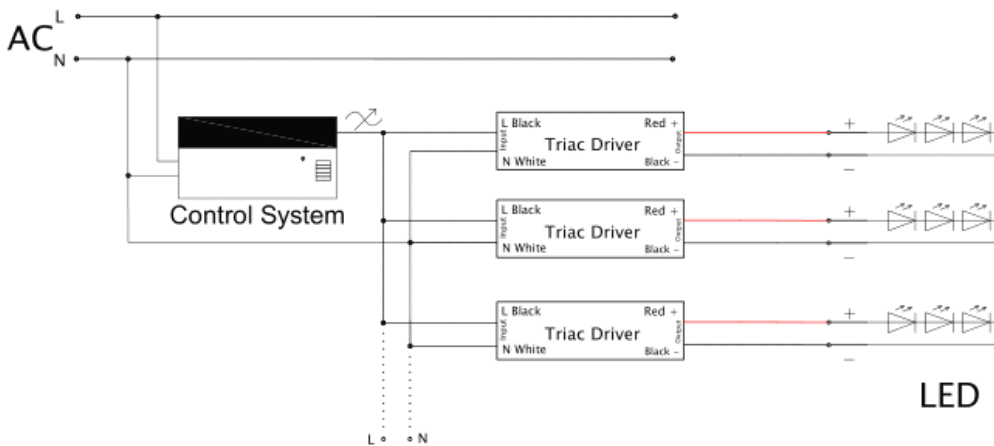 L
AC
N
Control System
L Black
Red +
Input
Triac Driver
Output
N White
Black -
+
−
L Black
Red +
Input
Triac Driver
Output
N White
Black -
+
−
L Black
Red +
Input
Triac Driver
Output
N White
Black -
+
−
LED
L
N